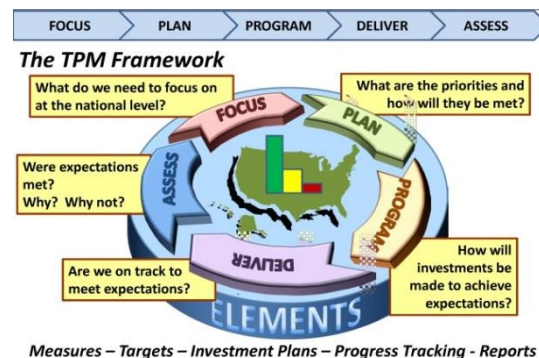 FOCUS PLAN PROGRAM DELIVER ASSESS
The TPM Framework
What do we need to focus on
at the national level?
What are the priorities and
how will they be met?
FOCUS
PLAN
Were expectations
met?
Why? Why not?
ASSESS
PROGRAM
DELIVER
Are we on track to
meet expectations?
How will
investments be
made to achieve
expectations?
ELEMENTS
Measures – Targets – Investment Plans – Progress Tracking - Reports